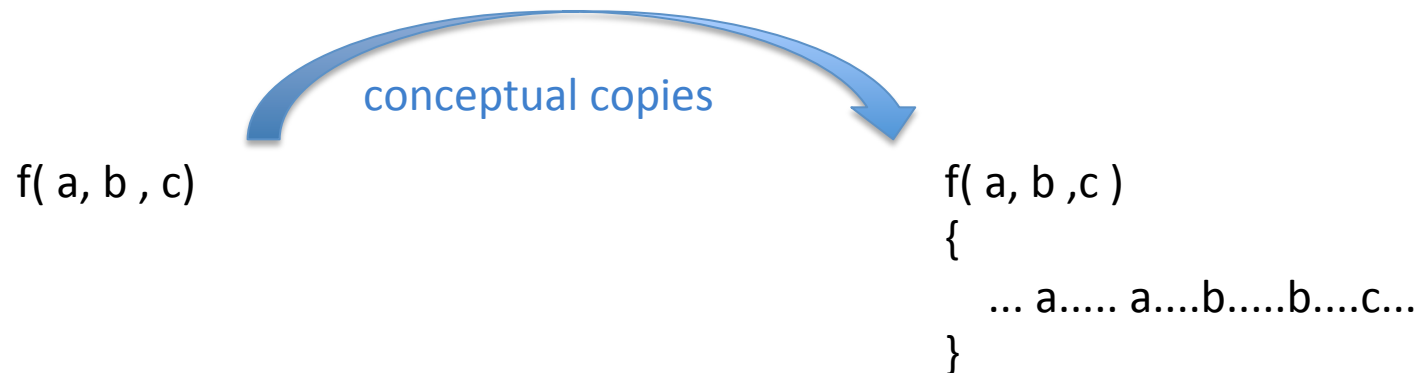 conceptual copies
f( a, b , c)
f( a, b ,c )
{
... a..... a....b.....b....c...
}